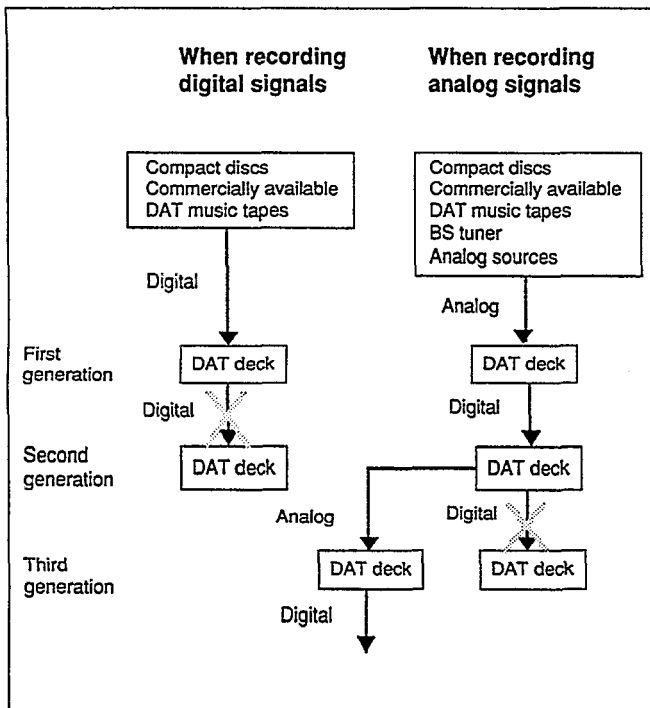 When recording
digital signals
When recording
analog signals
Compact discs
Commercially available
DAT music tapes
Compact discs
Commercially available
DAT music tapes
BS tuner
Analog sources
Digital
Analog
First
generation
DAT deck
DAT deck
Digital
Digital
Second
generation
DAT deck
DAT deck
Analog
Digital
Third
generation
DAT deck
DAT deck
Digital